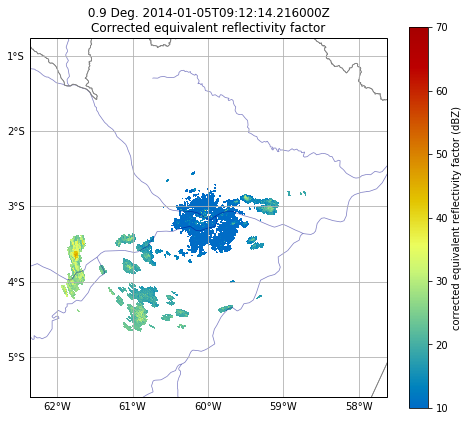 0.9 Deg. 2014-01-05T09:12:14.216000Z
Corrected equivalent reflectivity factor
1°S
2°S
3°S
4°S
5°S
62°W
61°W
60°W
59°W
58°W
70
60
50
40
30
20
10
corrected equivalent reflectivity factor (dBZ)